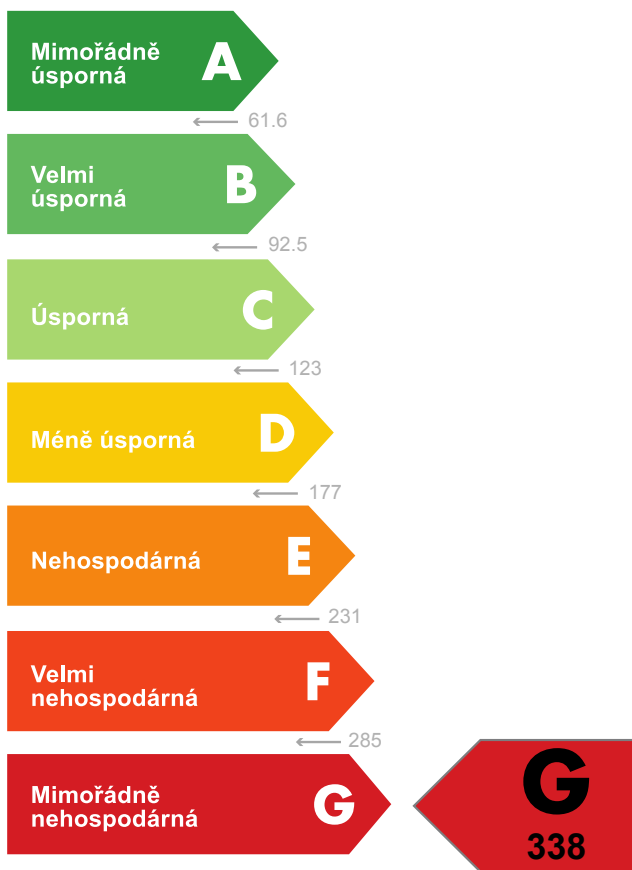 Mimořádně
úsporná
A
← 61.6
Velmi
úsporná
B
← 92.5
Úsporná
C
← 123
Méně úsporná
D
← 177
Nehospodárná
E
← 231
Velmi
nehospodárná
F
← 285
Mimořádně
nehospodárná
G
G
338